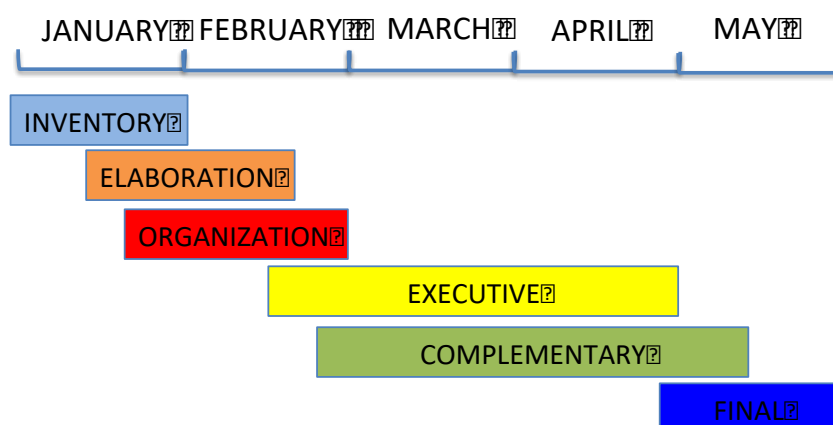 JANUARY⍰⍰ FEBRUARY⍰⍰⍰ MARCH⍰⍰ APRIL⍰⍰ MAY⍰⍰
INVENTORY⍰
ELABORATION⍰
ORGANIZATION⍰
EXECUTIVE⍰
COMPLEMENTARY⍰
FINAL⍰